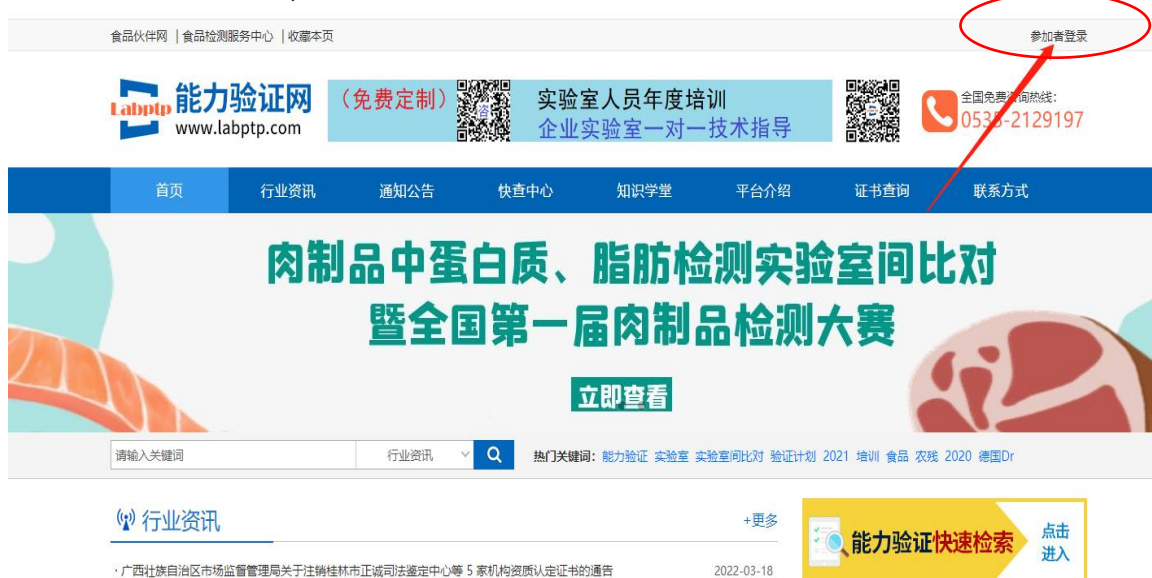 食品伙伴网 | 食品检测服务中心 | 收藏本页
参加者登录
Labptp 能力验证网
www.labptp.com
(免费定制)
咨
实验室人员年度培训
企业实验室一对一技术指导
全国免费咨询热线:
0535-2129197
首页 行业资讯 通知公告 快查中心 知识学堂 平台介绍 证书查询 联系方式
肉制品中蛋白质、脂肪检测实验室间比对
暨全国第一届肉制品检测大赛
立即查看
请输入关键词 行业资讯 热门关键词: 能力验证 实验室 实验室间比对 验证计划 2021 培训 食品 农残 2020 德国Dr
行业资讯 +更多
能力验证快速检索
点击
进入
· 广西壮族自治区市场监督管理局关于注销桂林市正诚司法鉴定中心等 5 家机构资质认定证书的通告 2022-03-18